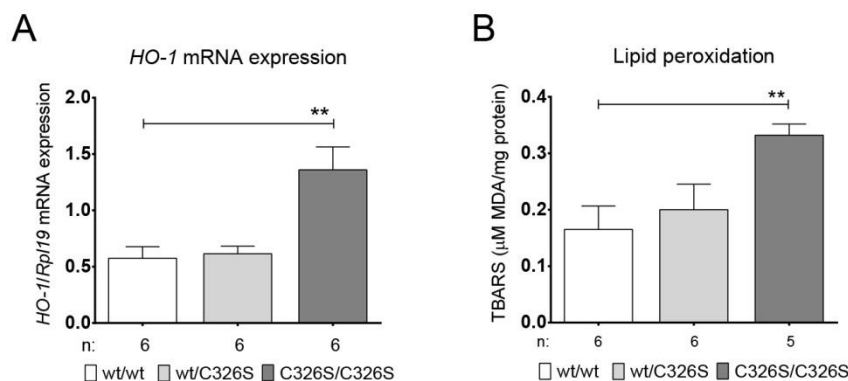 A
HO-1 mRNA expression
HO-1/Rpl19 mRNA expression
2.0
1.5
1.0
0.5
0.0
**
n: 6 6 6
wt/wt wt/C326S C326S/C326S
B
Lipid peroxidation
TBARS (μM MDA/mg protein)
0.4
0.3
0.2
0.1
0.0
**
n: 6 6 5
wt/wt wt/C326S C326S/C326S